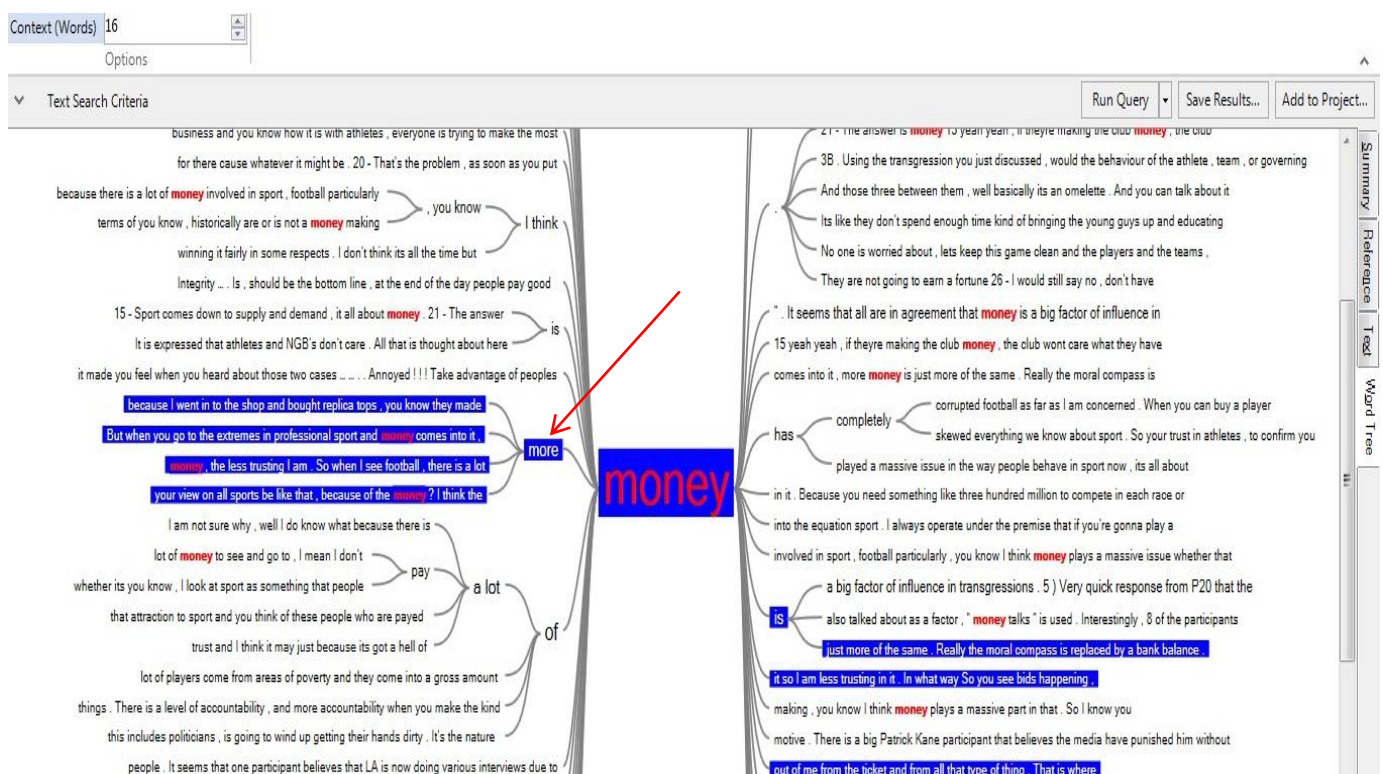 Context (Words) 16
Options
Text Search Criteria
Run Query
Save Results...
Add to Project...
business and you know how it is with athletes , everyone is trying to make the most
for there cause whatever it might be . 20 - That's the problem , as soon as you put
because there is a lot of money involved in sport , football particularly
terms of you know , historically are or is not a money making
, you know
winning it fairly in some respects . I don't think its all the time but
I think
Integrity ... . Is , should be the bottom line , at the end of the day people pay good
15 - Sport comes down to supply and demand , it all about money . 21 - The answer
It is expressed that athletes and NGB's don't care . All that is thought about here
is
it made you feel when you heard about those two cases ... ... . . Annoyed ! ! ! Take advantage of peoples
because I went in to the shop and bought replica tops , you know they made
But when you go to the extremes in professional sport and money comes into it ,
money , the less trusting I am . So when I see football , there is a lot
your view on all sports be like that , because of the money ? I think the
more
I am not sure why , well I do know what because there is
lot of money to see and go to , I mean I don't
whether its you know , I look at sport as something that people
pay
that attraction to sport and you think of these people who are payed
trust and I think it may just because its got a hell of
a lot
lot of players come from areas of poverty and they come into a gross amount
things . There is a level of accountability , and more accountability when you make the kind
this includes politicians , is going to wind up getting their hands dirty . It's the nature
of
people . It seems that one participant believes that LA is now doing various interviews due to
money
21 - The answer is money 15 yeah yeah , if theyre making the club money , the club
3B . Using the transgression you just discussed , would the behaviour of the athlete , team , or governing
And those three between them , well basically its an omelette . And you can talk about it
.
Its like they don't spend enough time kind of bringing the young guys up and educating
No one is worried about , lets keep this game clean and the players and the teams ,
They are not going to earn a fortune 26 - I would still say no , don't have
" . It seems that all are in agreement that money is a big factor of influence in
15 yeah yeah , if theyre making the club money , the club wont care what they have
comes into it , more money is just more of the same . Really the moral compass is
has
completely
corrupted football as far as I am concerned . When you can buy a player
skewed everything we know about sport . So your trust in athletes , to confirm you
played a massive issue in the way people behave in sport now , its all about
in it . Because you need something like three hundred million to compete in each race or
into the equation sport . I always operate under the premise that if you're gonna play a
involved in sport , football particularly , you know I think money plays a massive issue whether that
is
a big factor of influence in transgressions . 5 ) Very quick response from P20 that the
also talked about as a factor , " money talks " is used . Interestingly , 8 of the participants
just more of the same . Really the moral compass is replaced by a bank balance .
it so I am less trusting in it . In what way So you see bids happening ,
making , you know I think money plays a massive part in that . So I know you
motive . There is a big Patrick Kane participant that believes the media have punished him without
out of me from the ticket and from all that type of thing . That is where
Summary
Reference
Text
Word Tree